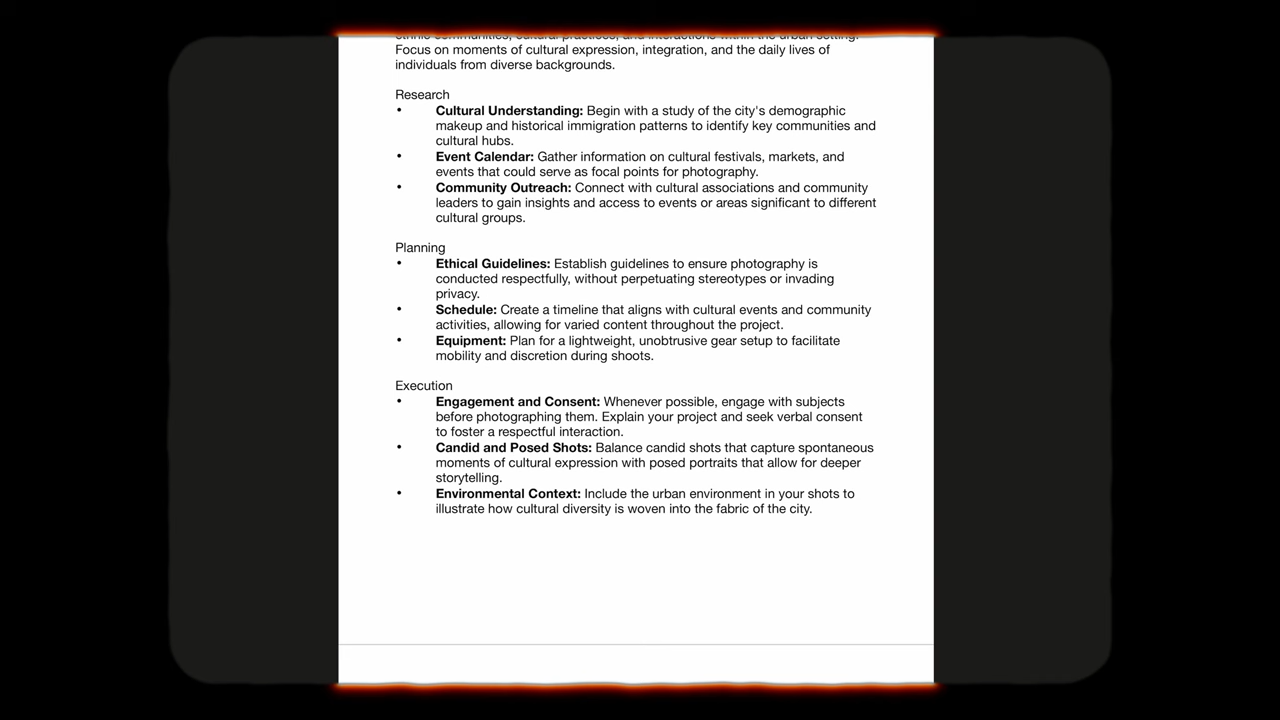 ethnic communities, cultural practices, and interactions within the urban setting.
Focus on moments of cultural expression, integration, and the daily lives of
individuals from diverse backgrounds.
Research
• Cultural Understanding: Begin with a study of the city's demographic
makeup and historical immigration patterns to identify key communities and
cultural hubs.
• Event Calendar: Gather information on cultural festivals, markets, and
events that could serve as focal points for photography.
• Community Outreach: Connect with cultural associations and community
leaders to gain insights and access to events or areas significant to different
cultural groups.
Planning
• Ethical Guidelines: Establish guidelines to ensure photography is
conducted respectfully, without perpetuating stereotypes or invading
privacy.
• Schedule: Create a timeline that aligns with cultural events and community
activities, allowing for varied content throughout the project.
• Equipment: Plan for a lightweight, unobtrusive gear setup to facilitate
mobility and discretion during shoots.
Execution
• Engagement and Consent: Whenever possible, engage with subjects
before photographing them. Explain your project and seek verbal consent
to foster a respectful interaction.
• Candid and Posed Shots: Balance candid shots that capture spontaneous
moments of cultural expression with posed portraits that allow for deeper
storytelling.
• Environmental Context: Include the urban environment in your shots to
illustrate how cultural diversity is woven into the fabric of the city.